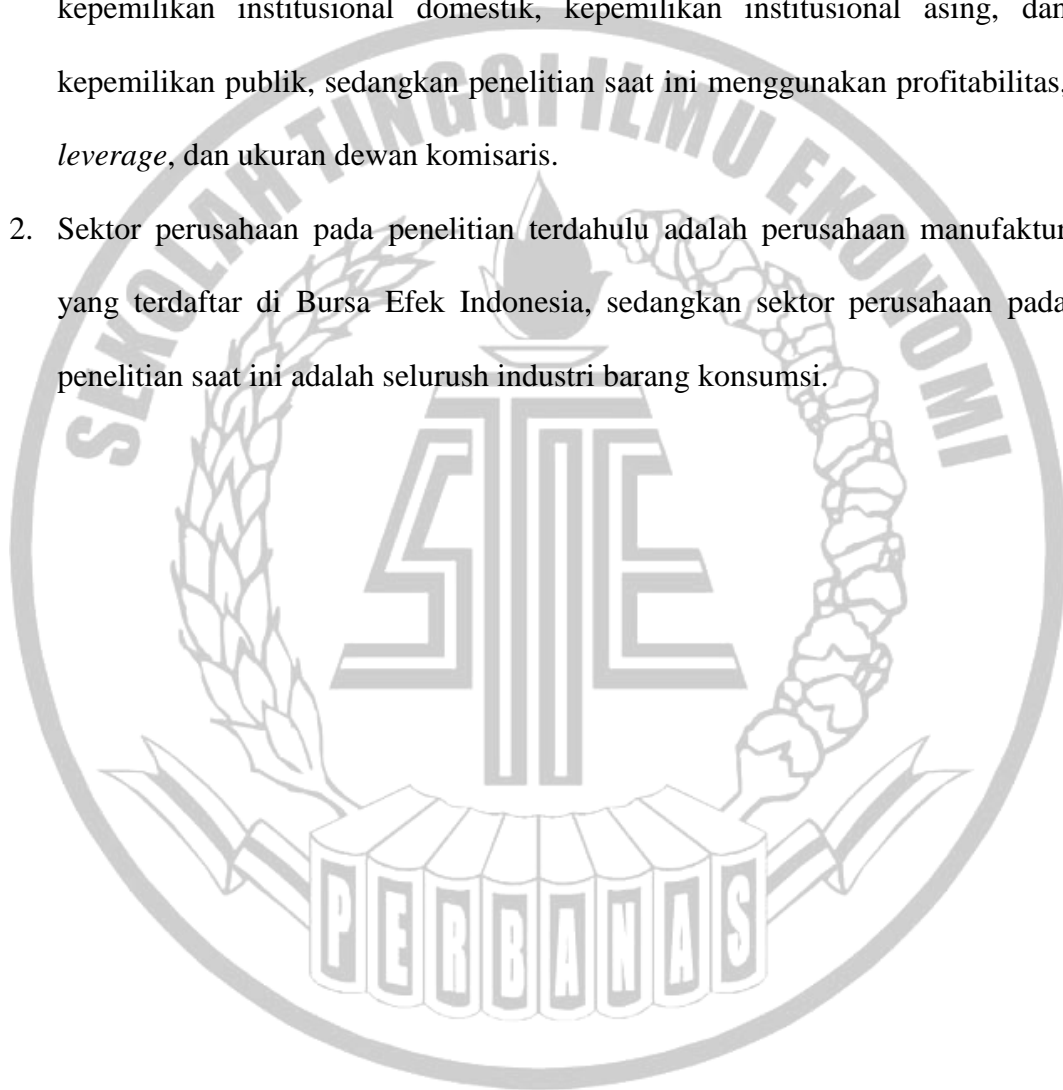 kepemilikan institusional domestik, kepemilikan institusional asing, dan
kepemilikan publik, sedangkan penelitian saat ini menggunakan profitabilitas,
leverage, dan ukuran dewan komisaris.
2. Sektor perusahaan pada penelitian terdahulu adalah perusahaan manufaktur
yang terdaftar di Bursa Efek Indonesia, sedangkan sektor perusahaan pada
penelitian saat ini adalah selurush industri barang konsumsi.
SEKOLAH TINGGI ILMU EKONOMI
STIE
PERBANAS